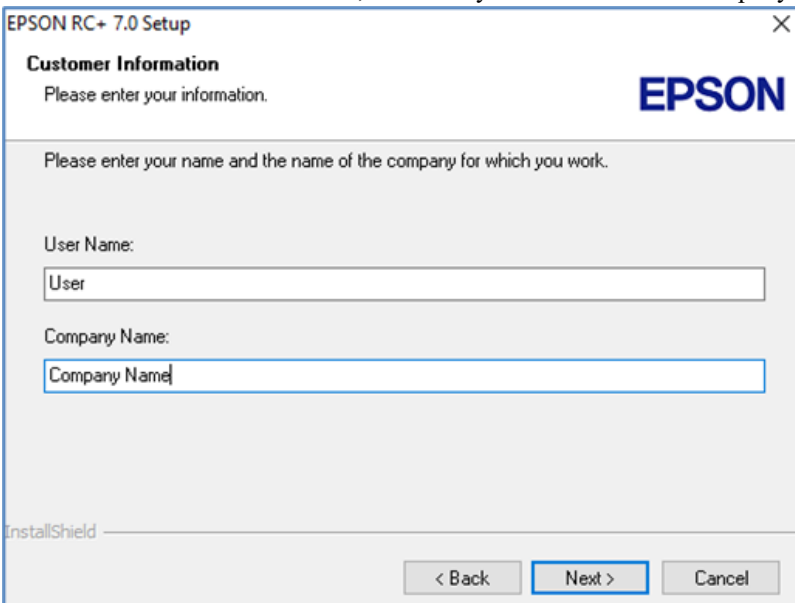 EPSON RC+ 7.0 Setup
Customer Information
Please enter your information.
EPSON
Please enter your name and the name of the company for which you work.
User Name:
User
Company Name:
Company Name
InstallShield
< Back Next > Cancel